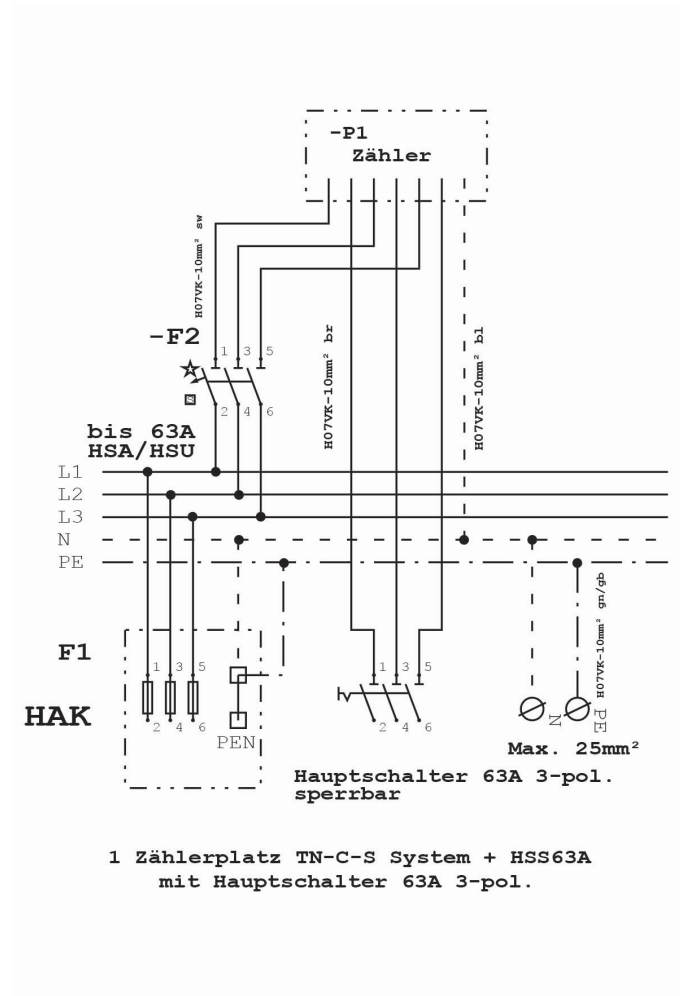 -P1
Zähler
H07VK-10mm² sw
H07VK-10mm² br
H07VK-10mm² bl
-F2
1 3 5
2 4 6
bis 63A
HSA/HSU
L1
L2
L3
N
PE
H07VK-10mm² gn/gb
F1
HAK
1 3 5
2 4 6
PEN
1 3 5
2 4 6
N
PE
Max. 25mm²
Hauptschalter 63A 3-pol.
sperrbar
1 Zählerplatz TN-C-S System + HSS63A
mit Hauptschalter 63A 3-pol.